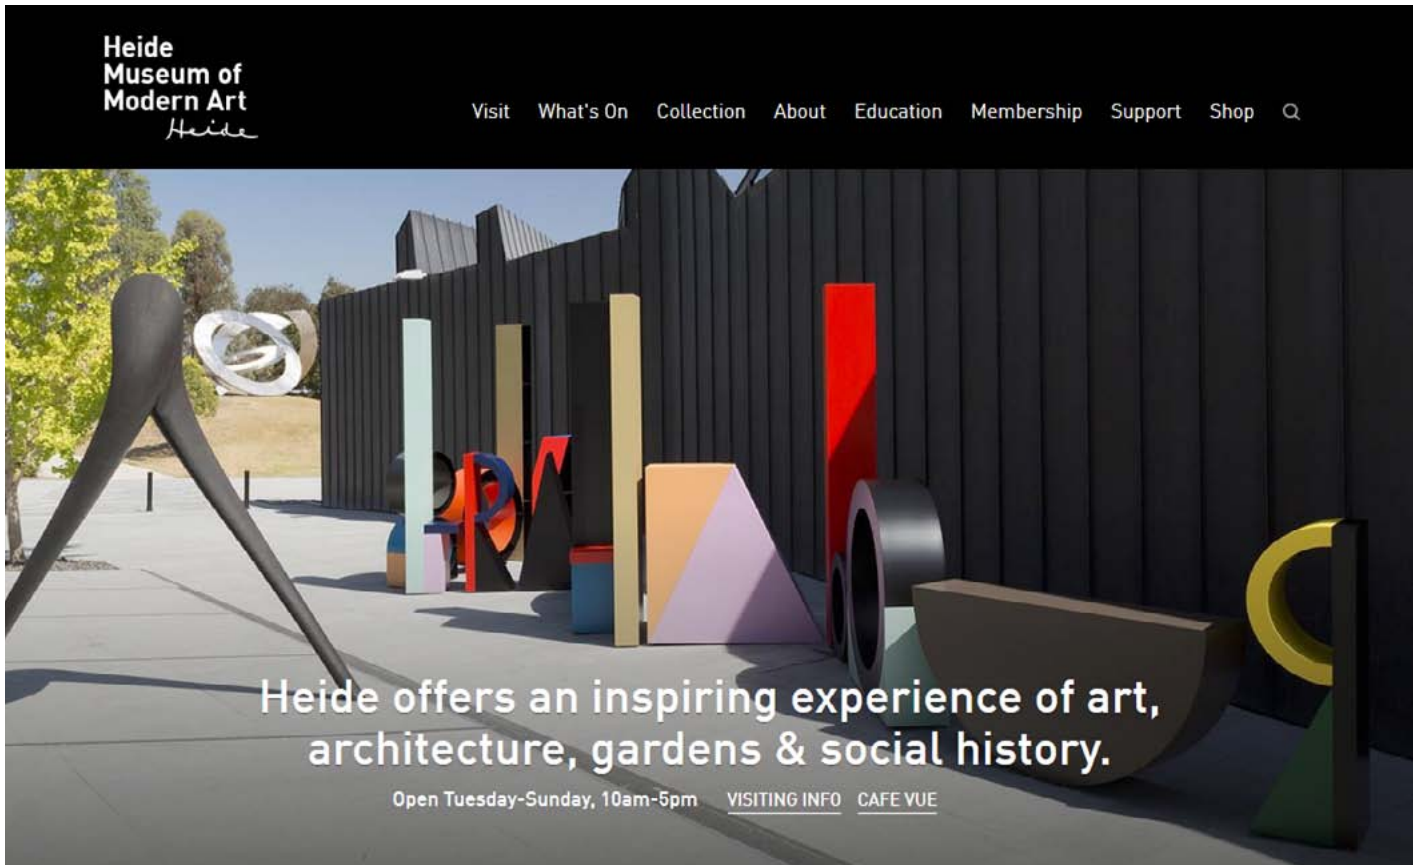 Heide
Museum of
Modern Art
Heide
Visit What's On Collection About Education Membership Support Shop
Heide offers an inspiring experience of art,
architecture, gardens & social history.
Open Tuesday-Sunday, 10am-5pm VISITING INFO CAFE VUE